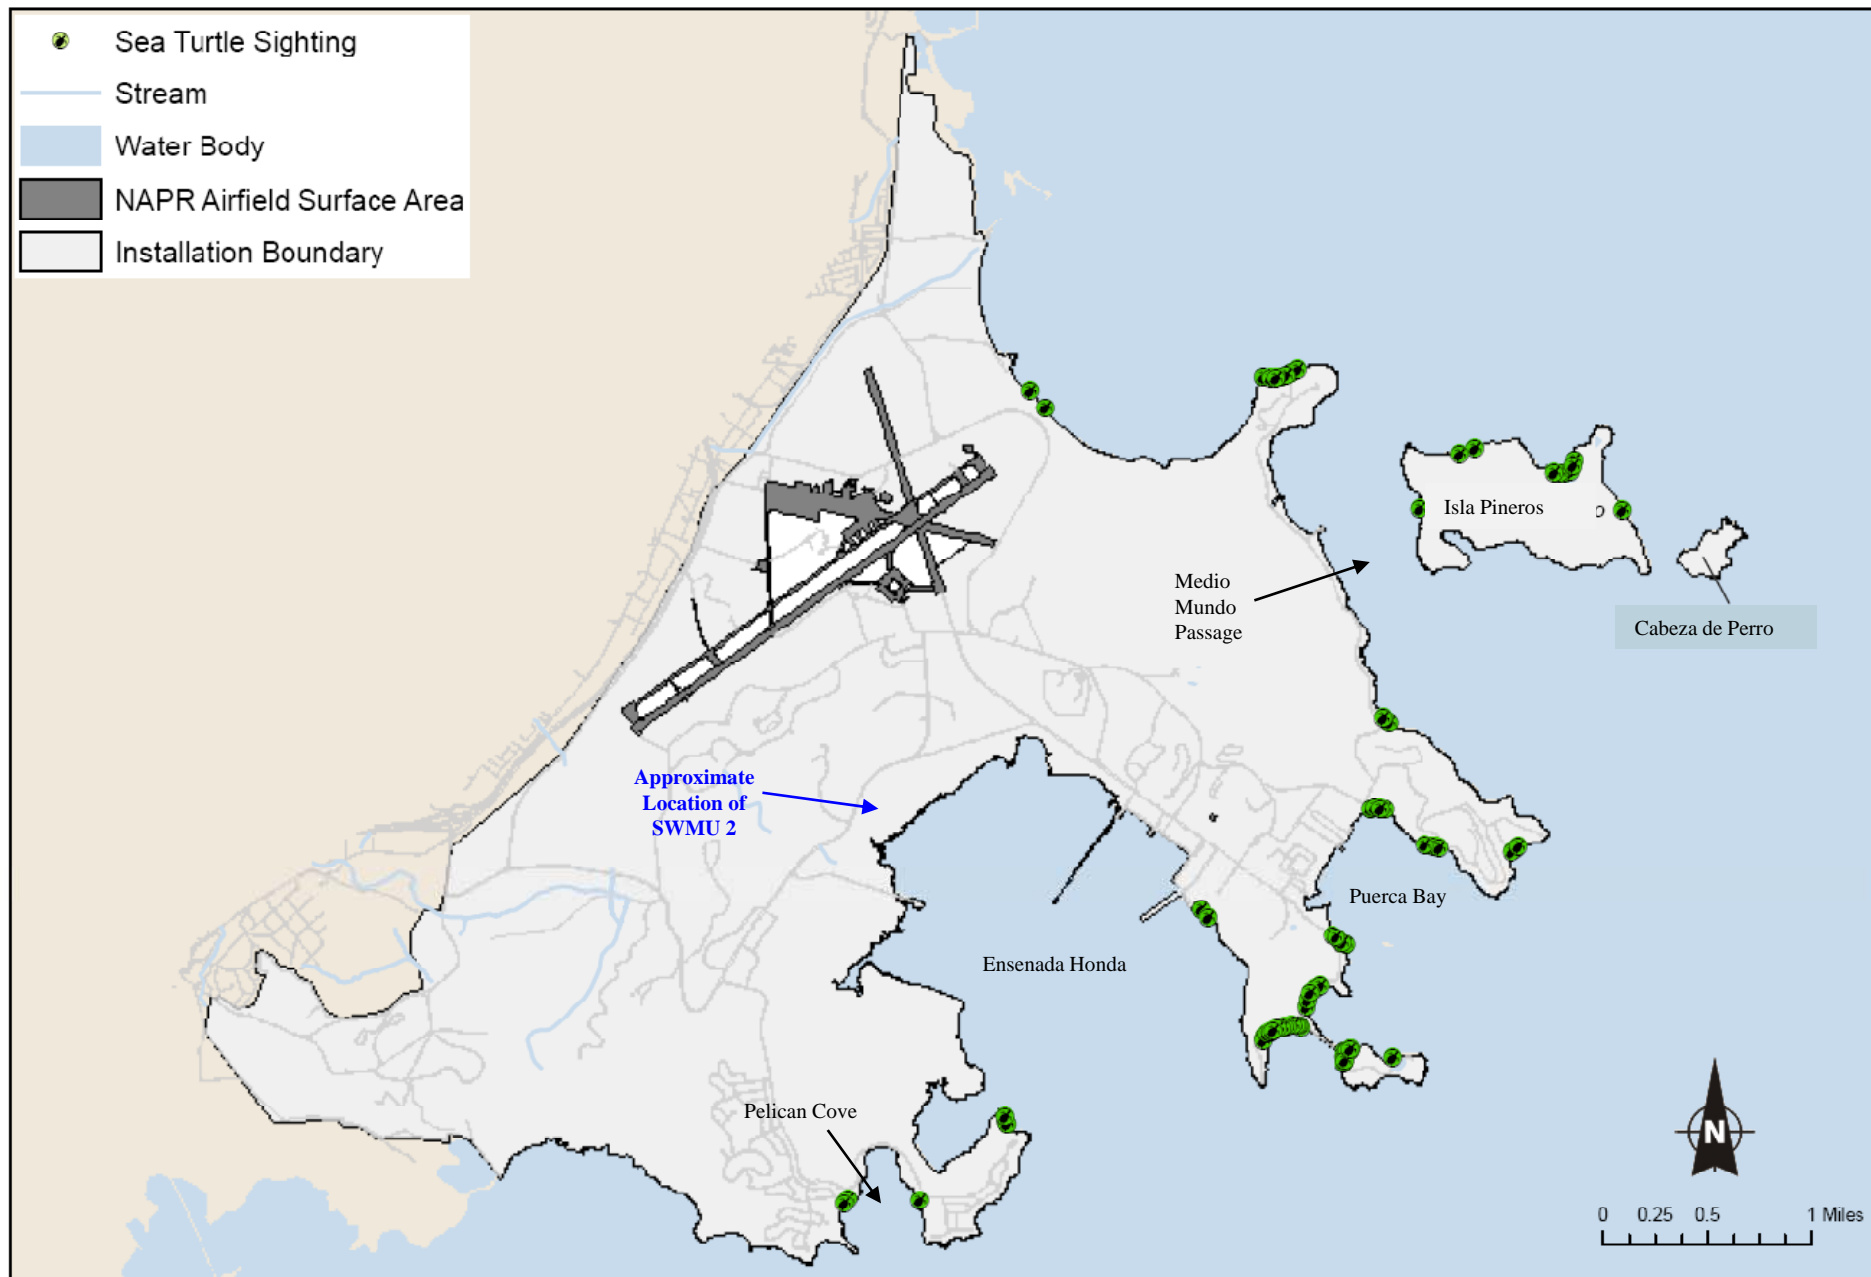 Sea Turtle Sighting
Stream
Water Body
NAPR Airfield Surface Area
Installation Boundary
Isla Pineros
Medio
Mundo
Passage
Cabeza de Perro
Approximate
Location of
SWMU 2
Puerca Bay
Ensenada Honda
Pelican Cove
N
0 0.25 0.5 1 Miles